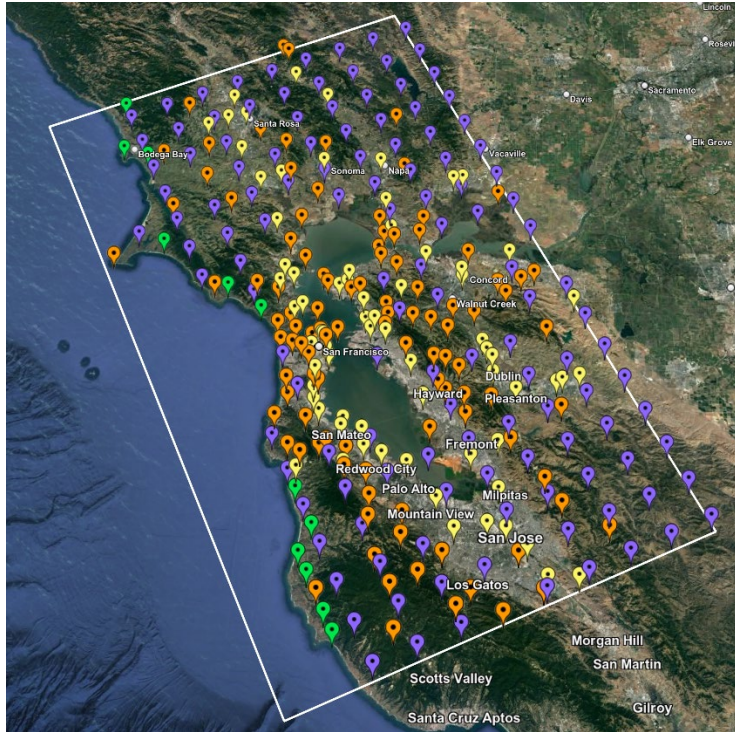 Lincoln
Rosevi
Sacramento
Davis
Elk Grove
Santa Rosa
Vacaville
Bodega Bay
Sonoma
Napa
Concord
Walnut Creek
San Francisco
Dublin
Hayward
Pleasanton
San Mateo
Fremont
Redwood City
Palo Alto
Milpitas
Mountain View
San Jose
Los Gatos
Morgan Hill
San Martin
Scotts Valley
Gilroy
Santa Cruz Aptos